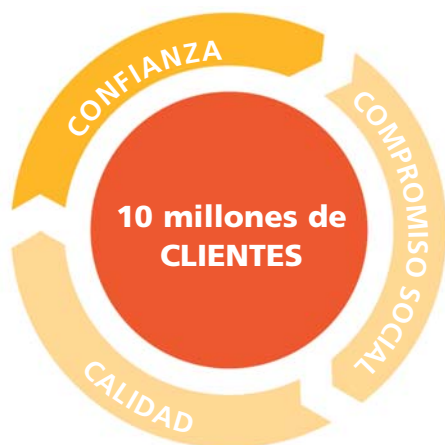 CONFIANZA
COMPROMISO SOCIAL
10 millones de
CLIENTES
CALIDAD